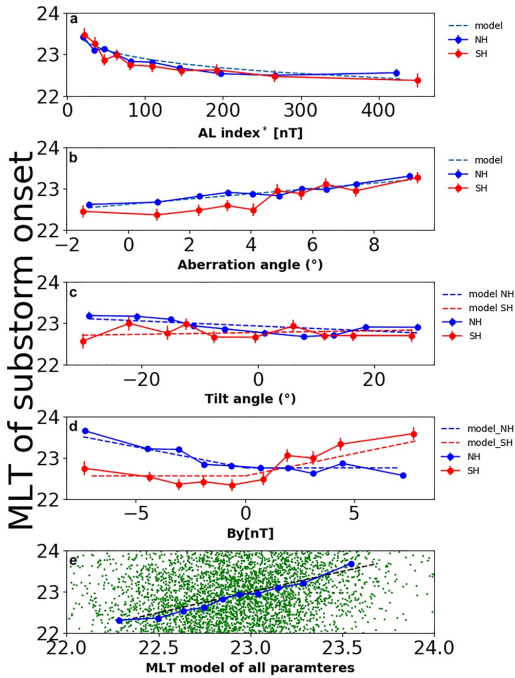 MLT of substorm onset
a
24
23
22
0 100 200 300 400
AL index* [nT]
model
NH
SH
b
24
23
22
−2 0 2 4 6 8
Aberration angle (°)
model
NH
SH
c
24
23
22
−20 0 20
Tilt angle (°)
model NH
model SH
NH
SH
d
24
23
22
−5 0 5
By[nT]
model_NH
model_SH
NH
SH
e
24
23
22
22.0 22.5 23.0 23.5 24.0
MLT model of all paramteres